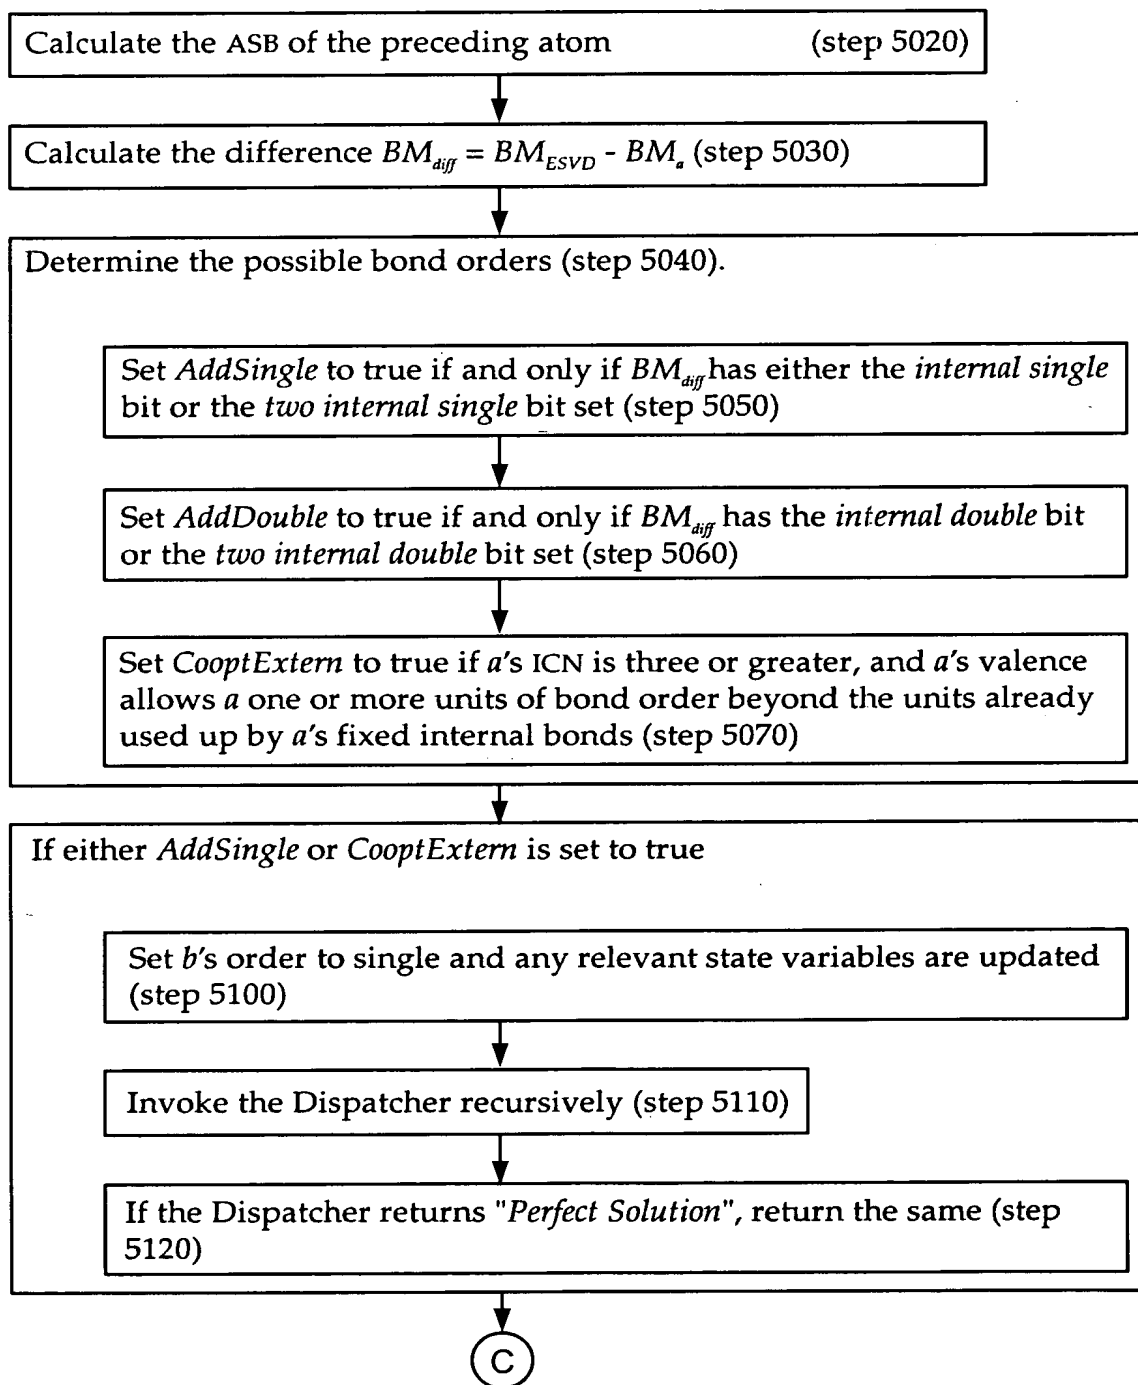 Calculate the ASB of the preceding atom (step 5020)
Calculate the difference BM_diff = BM_ESVD - BM_a (step 5030)
Determine the possible bond orders (step 5040).
Set AddSingle to true if and only if BM_diff has either the internal single
bit or the two internal single bit set (step 5050)
Set AddDouble to true if and only if BM_diff has the internal double bit
or the two internal double bit set (step 5060)
Set CooptExtern to true if a's ICN is three or greater, and a's valence
allows a one or more units of bond order beyond the units already
used up by a's fixed internal bonds (step 5070)
If either AddSingle or CooptExtern is set to true
Set b's order to single and any relevant state variables are updated
(step 5100)
Invoke the Dispatcher recursively (step 5110)
If the Dispatcher returns "Perfect Solution", return the same (step
5120)
C